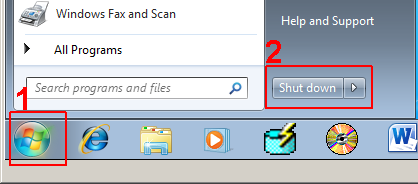 Windows Fax and Scan
Help and Support
All Programs
2
Search programs and files
Shut down
1
W